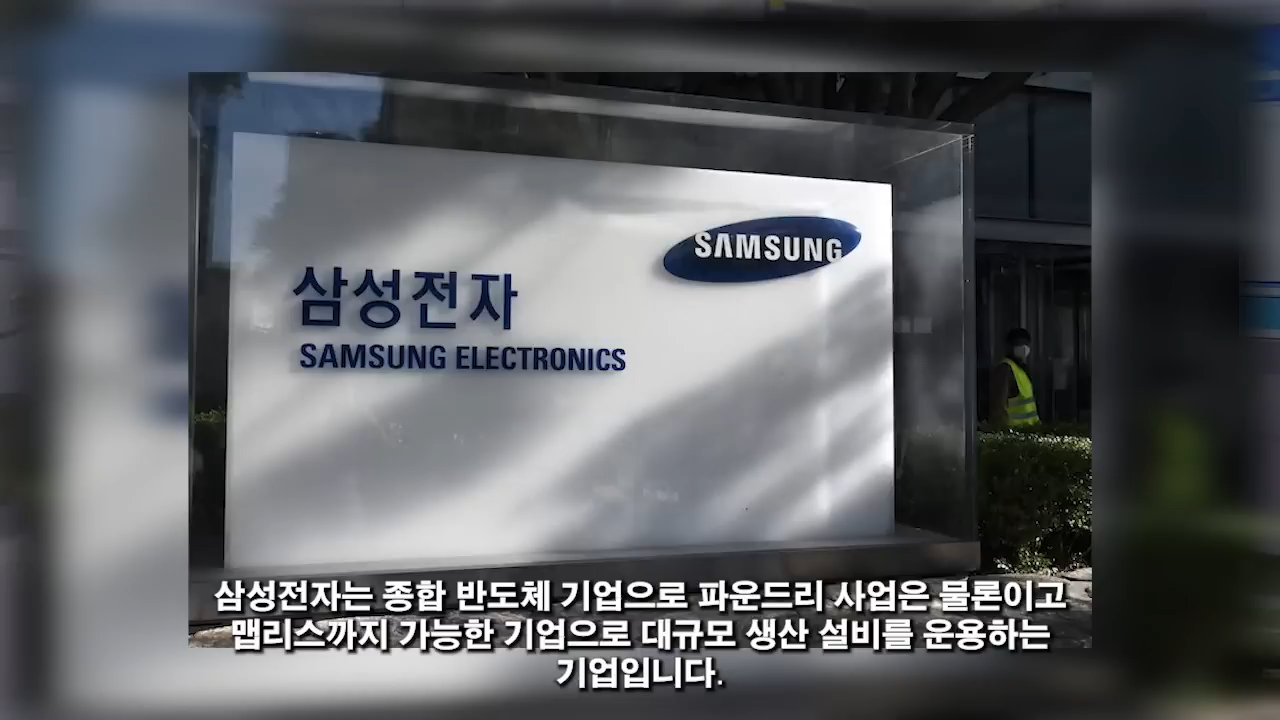 SAMSUNG
삼성전자
SAMSUNG ELECTRONICS
삼성전자는 종합 반도체 기업으로 파운드리 사업은 물론이고
맵리스까지 가능한 기업으로 대규모 생산 설비를 운용하는
기업입니다.